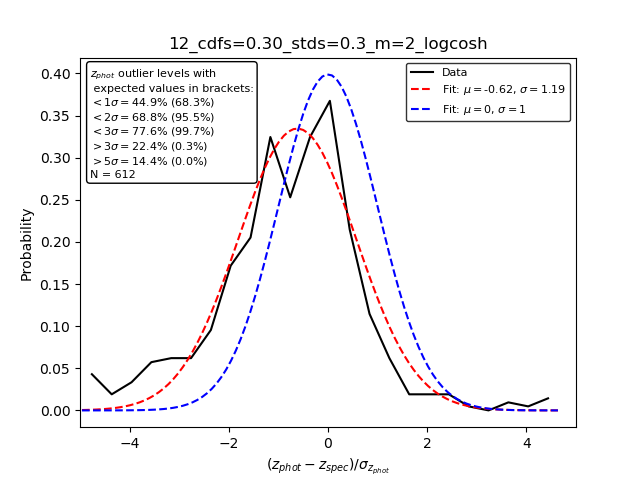 12_cdfs=0.30_stds=0.3_m=2_logcosh
z_phot outlier levels with
expected values in brackets:
<1σ=44.9% (68.3%)
<2σ=68.8% (95.5%)
<3σ=77.6% (99.7%)
>3σ=22.4% (0.3%)
>5σ=14.4% (0.0%)
N = 612
Data
Fit: μ=-0.62, σ=1.19
Fit: μ=0, σ=1
Probability
0.40
0.35
0.30
0.25
0.20
0.15
0.10
0.05
0.00
−4
−2
0
2
4
(z_phot − z_spec)/σ_z_phot